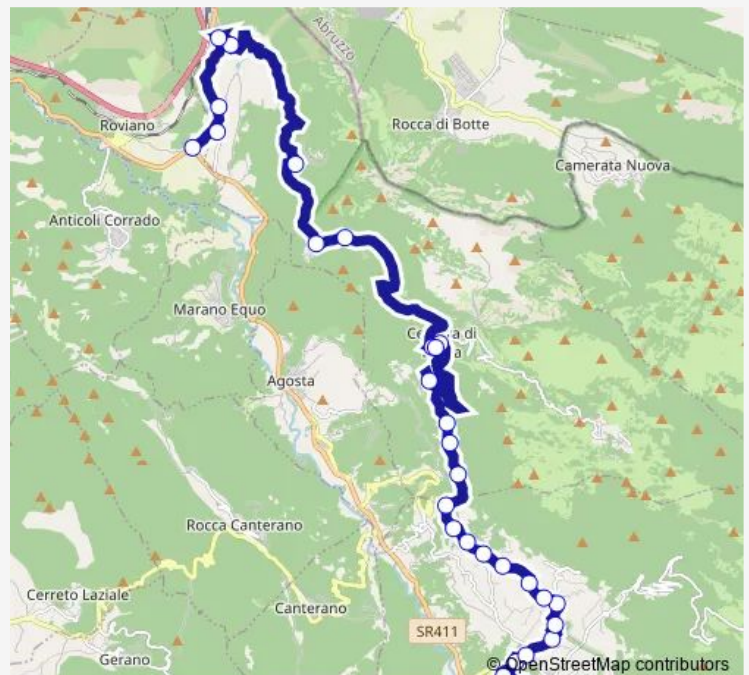 Abruzzo
Rocca di Botte
Roviano
Camerata Nuova
Anticoli Corrado
Marano Equo
Agosta
Rocca Canterano
Cerreto Laziale
Canterano
SR411
Gerano
© OpenStreetMap contributors